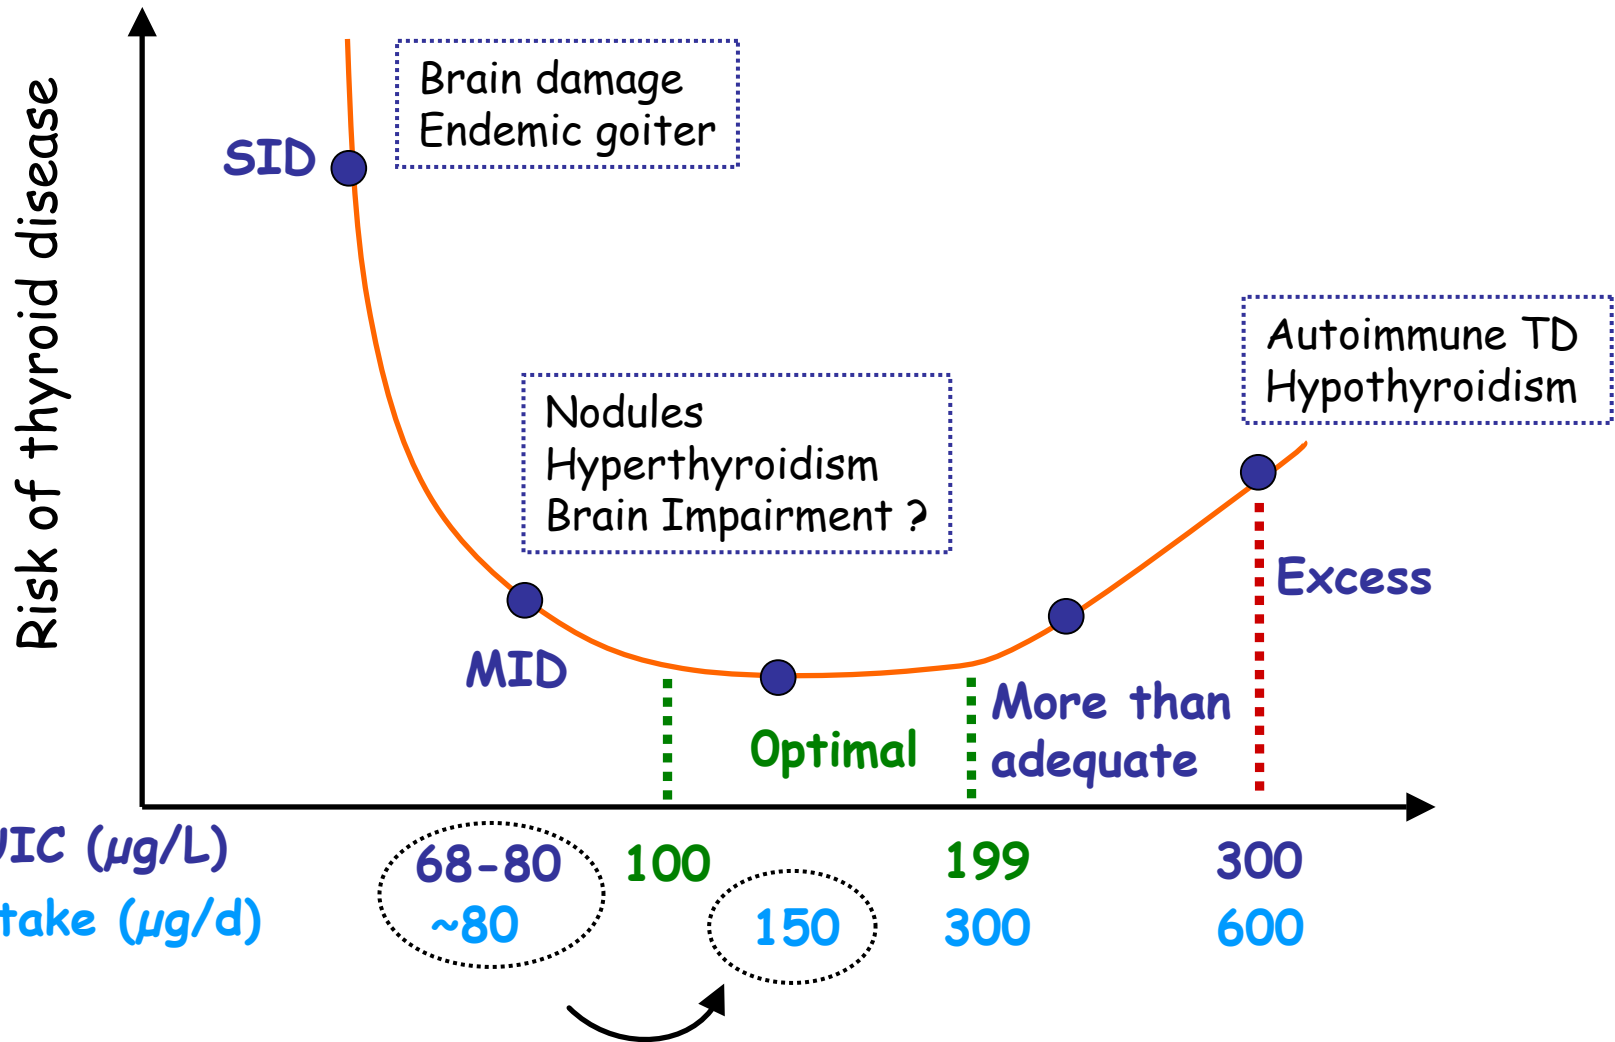 Risk of thyroid disease
SID
Brain damage
Endemic goiter
Nodules
Hyperthyroidism
Brain Impairment ?
MID
Optimal
More than
adequate
Autoimmune TD
Hypothyroidism
Excess
UIC (µg/L) 68-80 100 199 300
take (µg/d) ~80 150 300 600